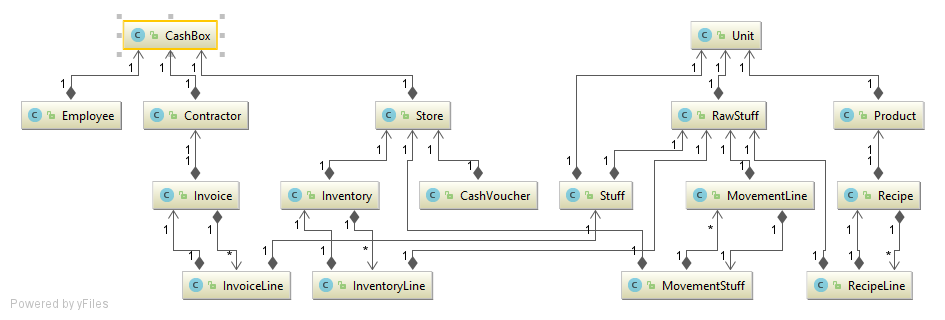 C CashBox
C Unit
1 1 1 1 1 1
1 1 1 1 1 1
C Employee
C Contractor
C Store
C RawStuff
C Product
1 1 1 1 1 1 1 1 1
1 1 1 1 1 1
C Invoice
C Inventory
C CashVoucher
C Stuff
C MovementLine
C Recipe
1 1 1 1 * 1 1 1
1 * 1 * 1 1 1 1 1 1 1 *
C InvoiceLine
C InventoryLine
C MovementStuff
C RecipeLine
Powered by yFiles